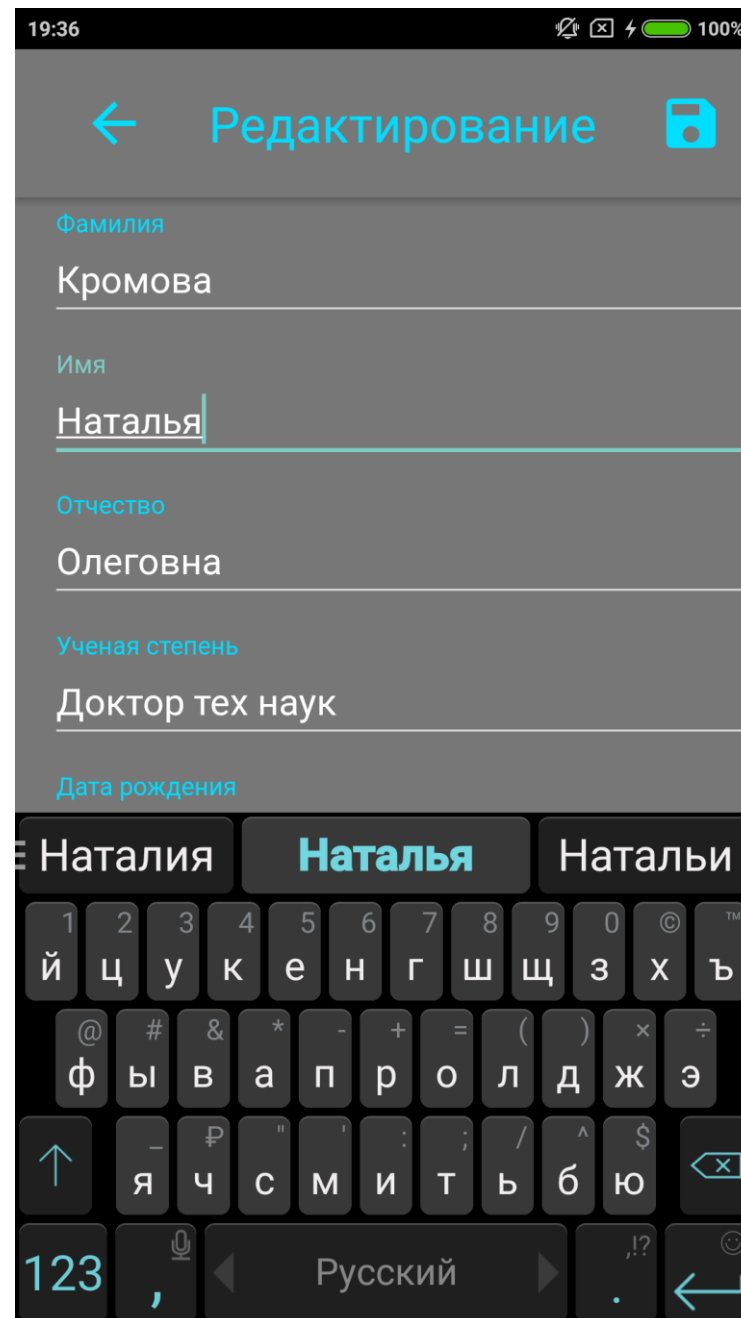 19:36 100%
Редактирование
Фамилия
Кромова
Имя
Наталья
Отчество
Олеговна
Ученая степень
Доктор тех наук
Дата рождения
Наталия Наталья Натальи
1 2 3 4 5 6 7 8 9 0 © ™
й ц у к е н г ш щ з х ъ
@ # & * - + = ( ) × ÷
ф ы в а п р о л д ж э
_ ₽ " ' : ; / ^ $
я ч с м и т ь б ю
,!?
123 , Русский .